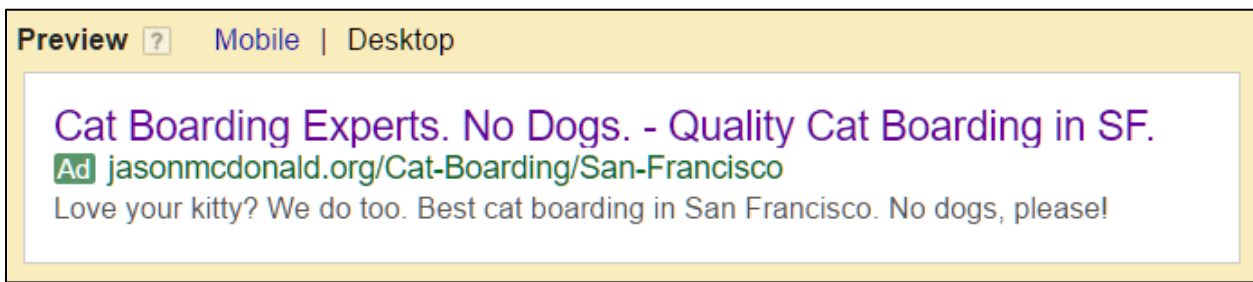 Preview ? Mobile | Desktop
Cat Boarding Experts. No Dogs. - Quality Cat Boarding in SF.
Ad jasonmcdonald.org/Cat-Boarding/San-Francisco
Love your kitty? We do too. Best cat boarding in San Francisco. No dogs, please!